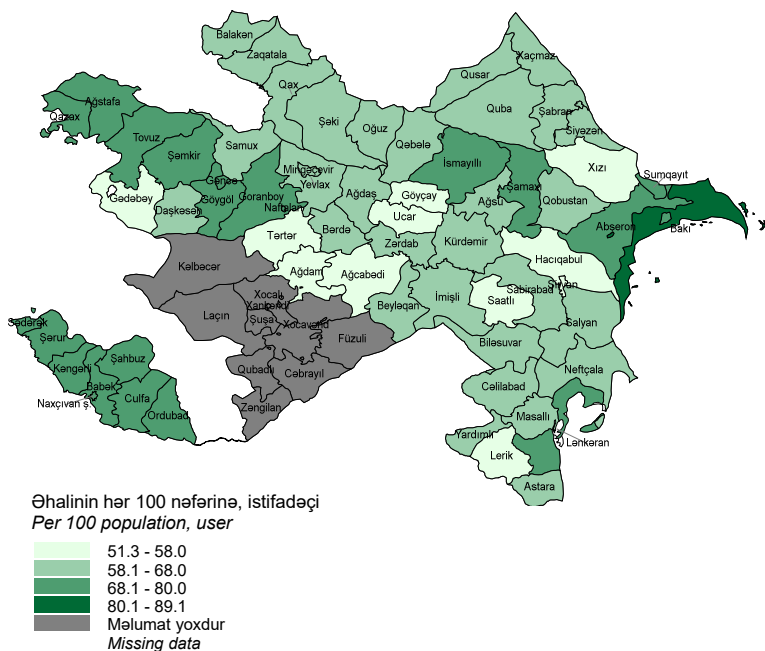 Balakən
Zaqatala
Qax
Xaçmaz
Qusar
Quba
Şabran
Siyəzən
Ağstafa
Qazax
Tovuz
Şəmkir
Samux
Şəki
Oğuz
Qəbələ
İsmayıllı
Xızı
Sumqayıt
Mingəçevir
Yevlax
Gəncə
Göygöl
Goranboy
Naftalan
Gədəbəy
Daşkəsən
Ağdaş
Göyçay
Ucar
Şamaxı
Ağsu
Qobustan
Abşeron
Bakı
Tərtər
Bərdə
Zərdab
Kürdəmir
Hacıqabul
Kəlbəcər
Ağdam
Ağcabədi
Xocalı
Xankəndi
Şuşa
Laçın
Xocavənd
Füzuli
Beyləqan
İmişli
Saatlı
Sabirabad
Şirvan
Salyan
Biləsuvar
Neftçala
Qubadlı
Cəbrayıl
Zəngilan
Cəlilabad
Masallı
Yardımlı
Lerik
Lənkəran
Astara
Sədərək
Şərur
Şahbuz
Kəngərli
Babək
Culfa
Naxçıvan ş.
Ordubad
Əhalinin hər 100 nəfərinə, istifadəçi
Per 100 population, user
51.3 - 58.0
58.1 - 68.0
68.1 - 80.0
80.1 - 89.1
Məlumat yoxdur
Missing data